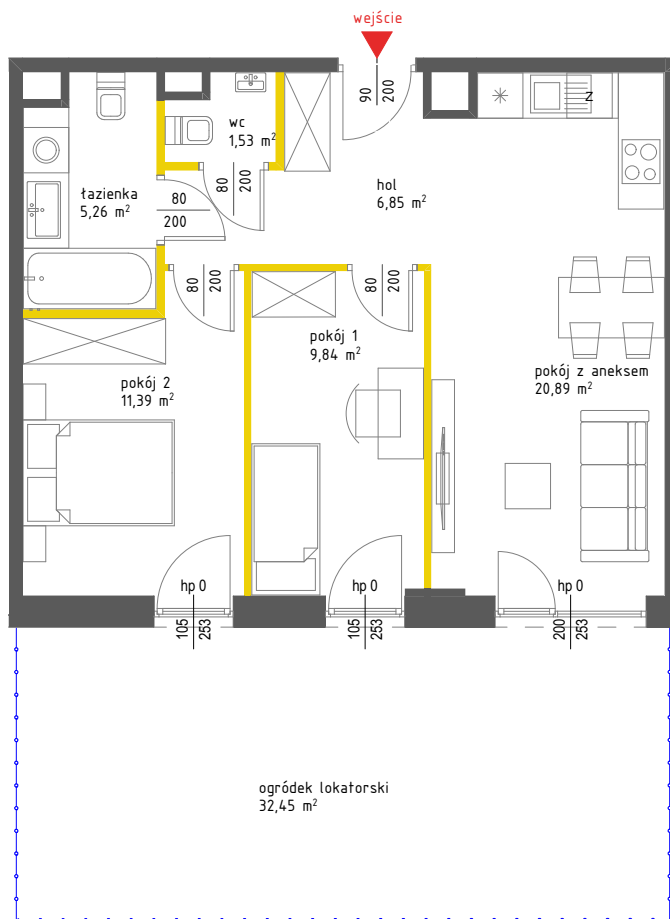 wejście
90
200
wc
1,53 m²
z
80
200
hol
6,85 m²
łazienka
5,26 m²
80
200
80
200
80
200
pokój 1
9,84 m²
pokój 2
11,39 m²
pokój z aneksem
20,89 m²
hp 0
hp 0
hp 0
105
253
105
253
200
253
ogródek lokatorski
32,45 m²